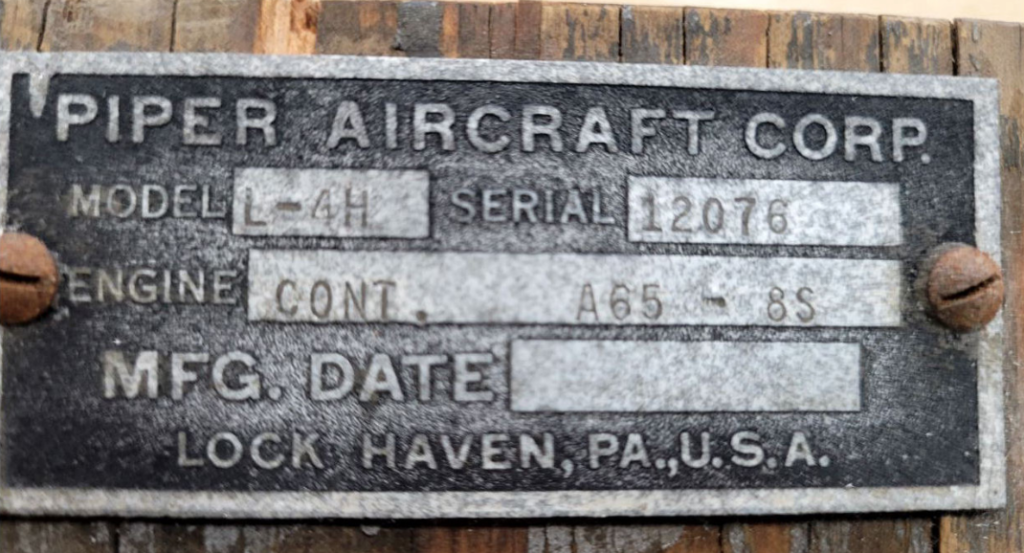 PIPER AIRCRAFT CORP.
MODEL L-4H SERIAL 12076
ENGINE CONT. A65 - 8S
MFG. DATE
LOCK HAVEN, PA., U.S.A.